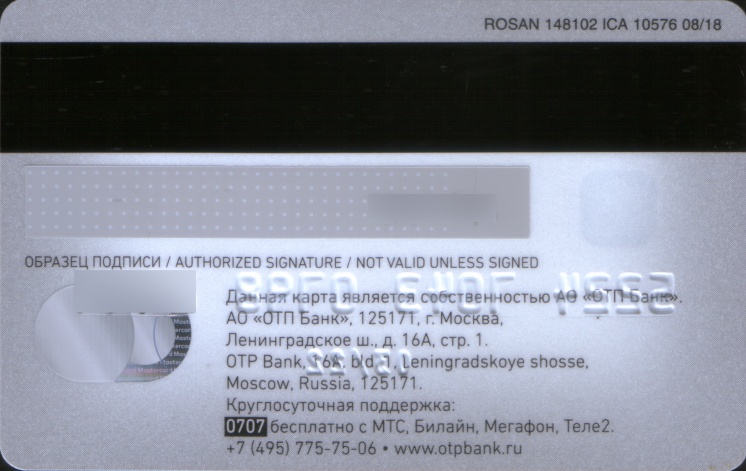 ROSAN 148102 ICA 10576 08/18
ОБРАЗЕЦ ПОДПИСИ / AUTHORIZED SIGNATURE / NOT VALID UNLESS SIGNED
Данная карта является собственностью АО «ОТП Банк».
АО «ОТП Банк», 125171, г. Москва,
Ленинградское ш., д. 16А, стр. 1.
OTP Bank, 16A bld.1, Leningradskoye shosse,
Moscow, Russia, 125171.
Круглосуточная поддержка:
0707 бесплатно с МТС, Билайн, Мегафон, Теле2.
+7 (495) 775-75-06 • www.otpbank.ru